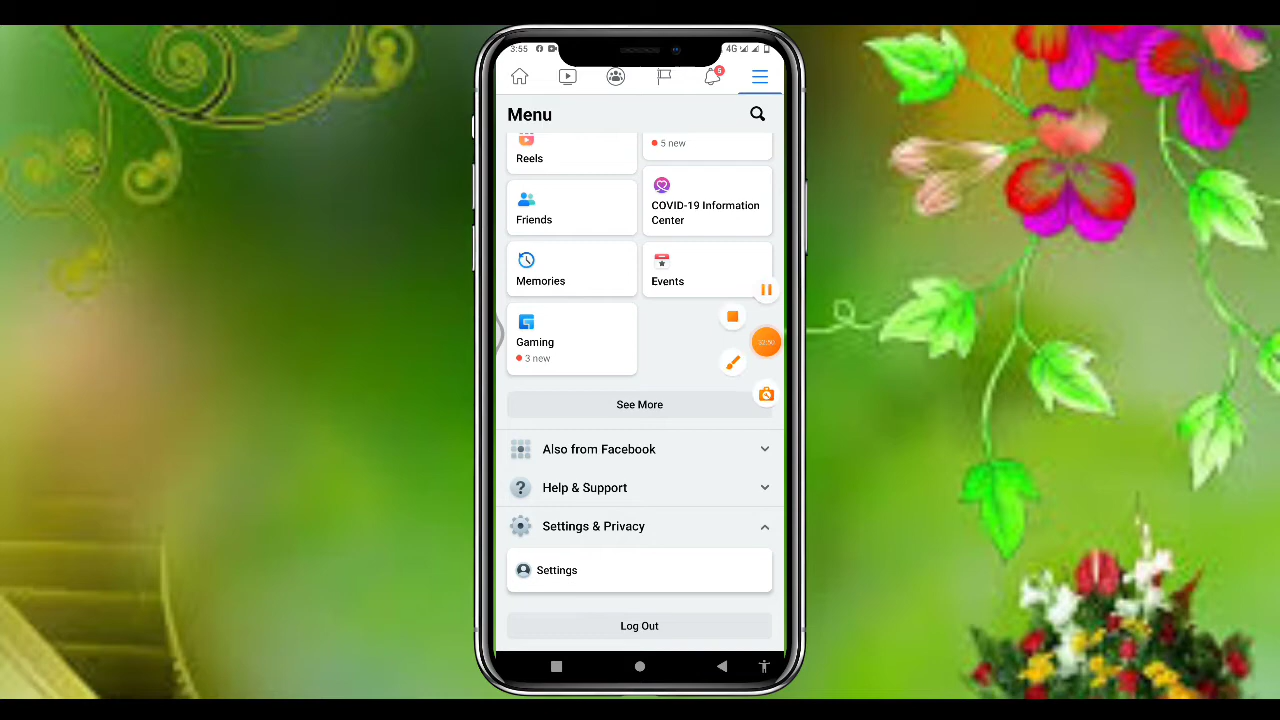 3:55
4G
5
Menu
Reels
5 new
Friends
COVID-19 Information
Center
Memories
Events
Gaming
3 new
See More
Also from Facebook
Help & Support
Settings & Privacy
Settings
Log Out